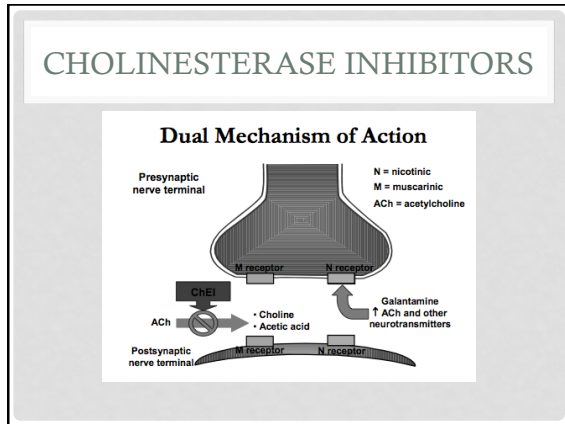 CHOLINESTERASE INHIBITORS
Dual Mechanism of Action
Presynaptic
nerve terminal
N = nicotinic
M = muscarinic
ACh = acetylcholine
M receptor
N receptor
ChEI
ACh
• Choline
• Acetic acid
Galantamine
↑ ACh and other
neurotransmitters
Postsynaptic
nerve terminal
M receptor
N receptor